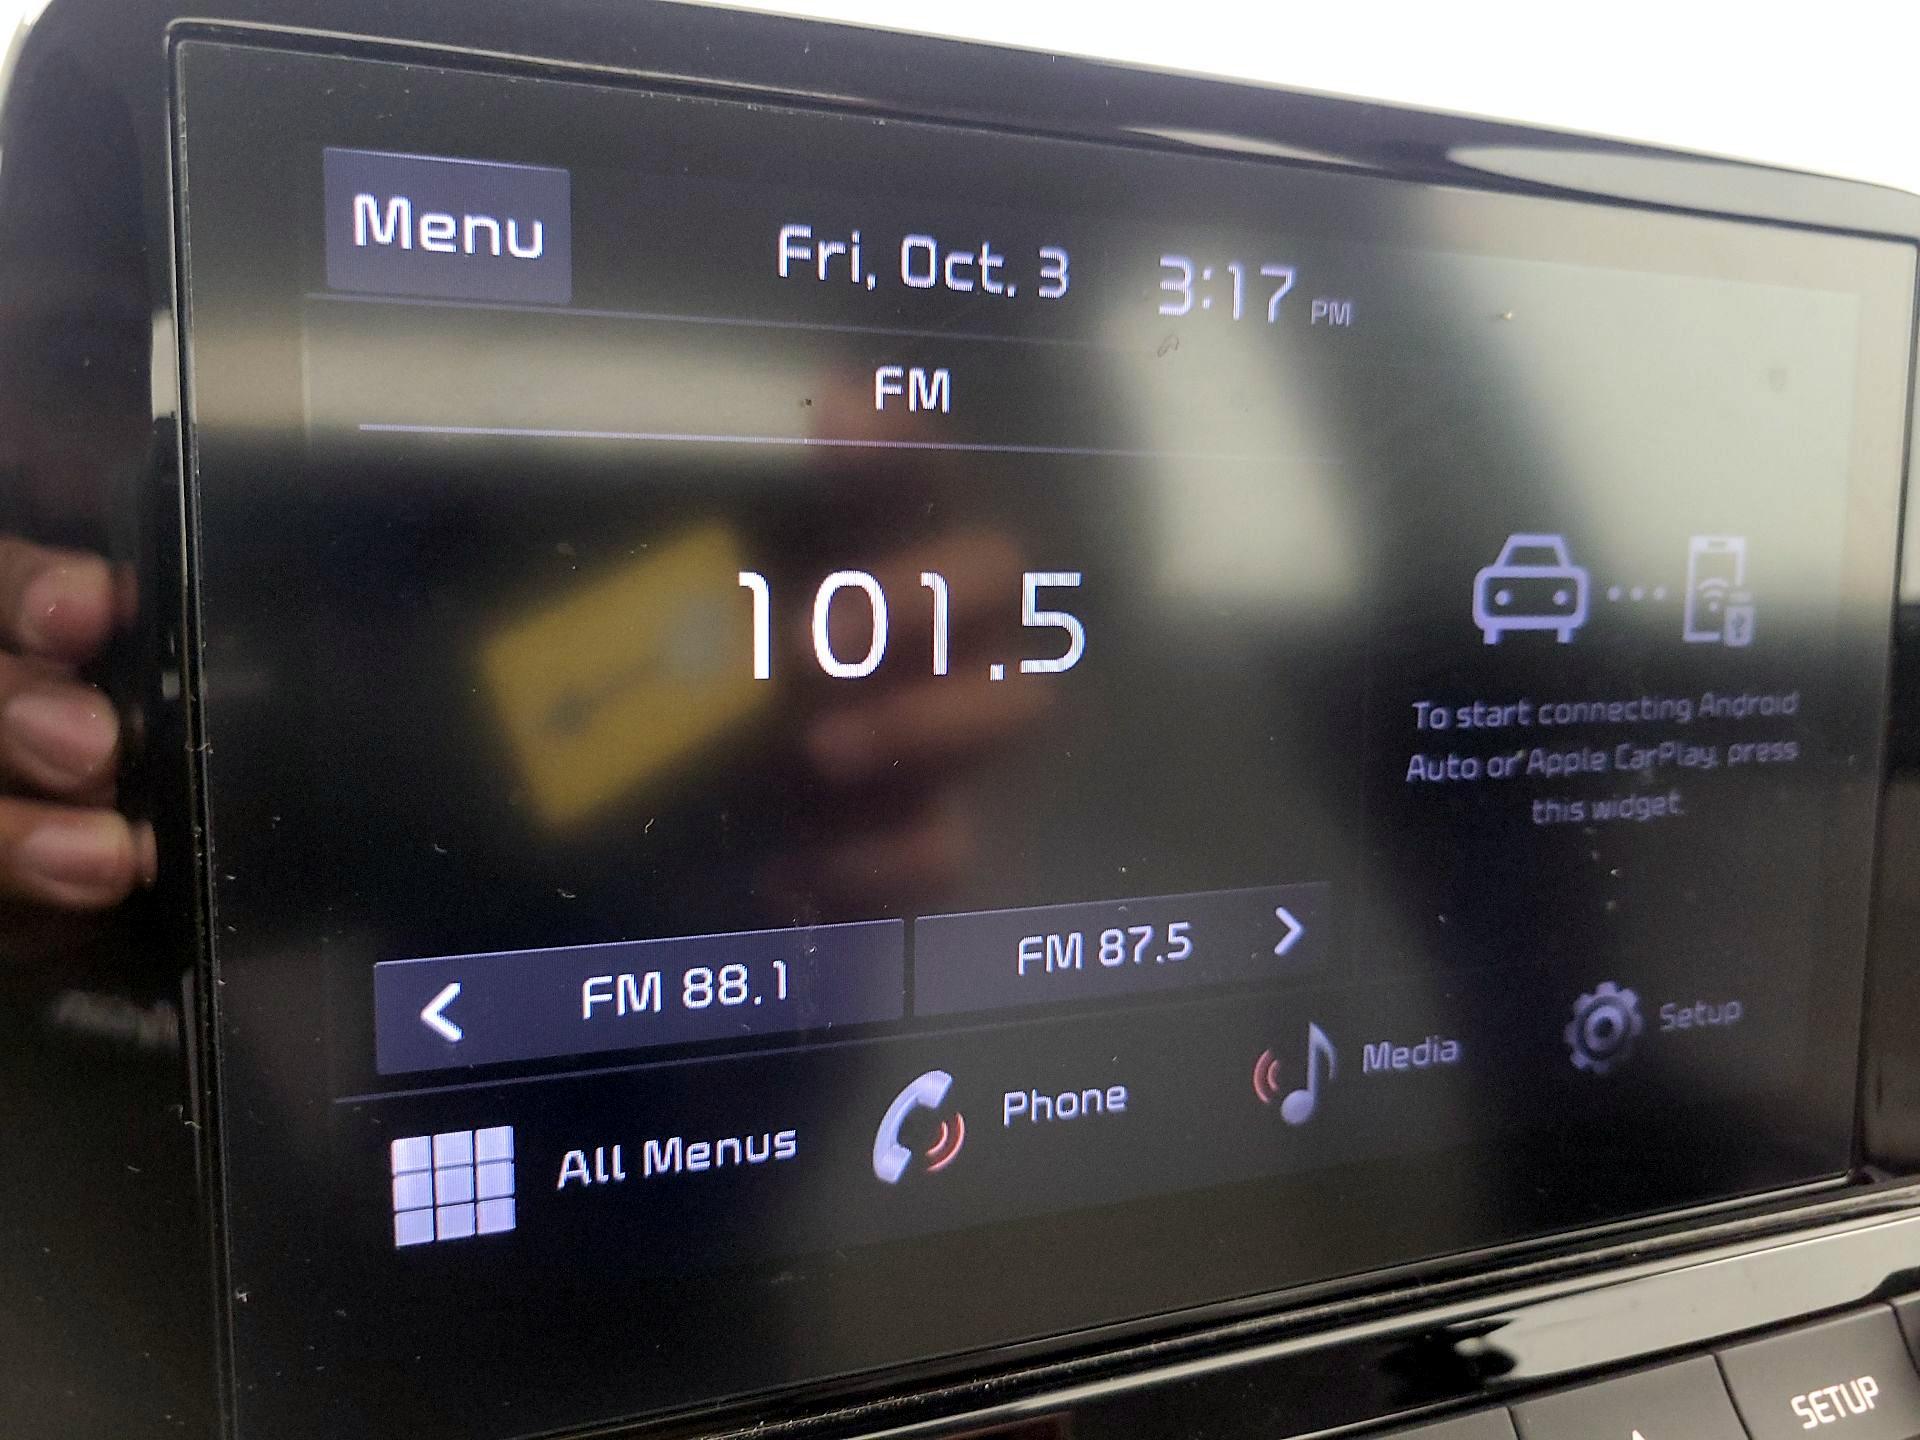 Menu
Fri, Oct. 3 3:17 PM
FM
101.5
To start connecting Android
Auto or Apple CarPlay, press
this widget.
FM 88.1
FM 87.5
All Menus
Phone
Media
Setup
SETUP